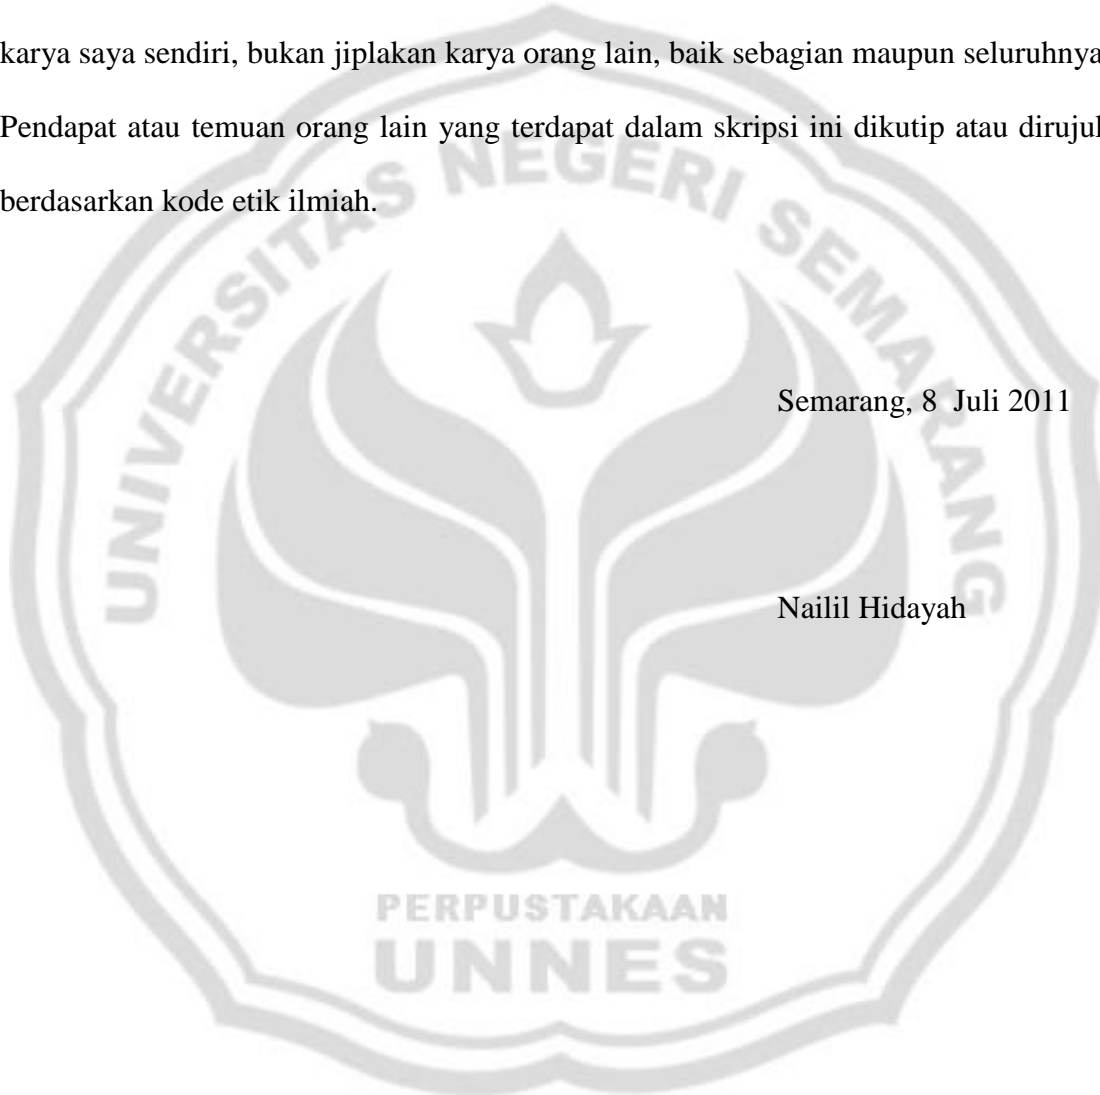 karya saya sendiri, bukan jiplakan karya orang lain, baik sebagian maupun seluruhnya
Pendapat atau temuan orang lain yang terdapat dalam skripsi ini dikutip atau dirujuk
berdasarkan kode etik ilmiah.
UNIVERSITAS NEGERI SEMARANG
Semarang, 8  Juli 2011
Nailil Hidayah
PERPUSTAKAAN
UNNES